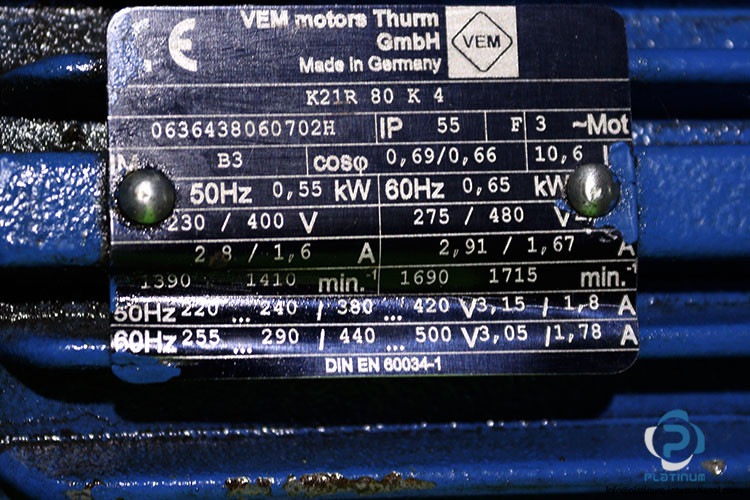 CE
VEM motors Thurm
GmbH
Made in Germany
VEM
K21R 80 K 4
0636438060702H IP 55 F 3 ~Mot
IM B3 cosφ 0,69/0,66 10,6
50Hz 0,55 kW 60Hz 0,65 kW
230 / 400 V 275 / 480 V
2,8 / 1,6 A 2,91 / 1,67 A
1390 1410 min.-1 1690 1715 min.-1
50Hz 220 ... 240 / 380 ... 420 V 3,15 / 1,8 A
60Hz 255 ... 290 / 440 ... 500 V 3,05 / 1,78 A
DIN EN 60034-1
PLATINUM